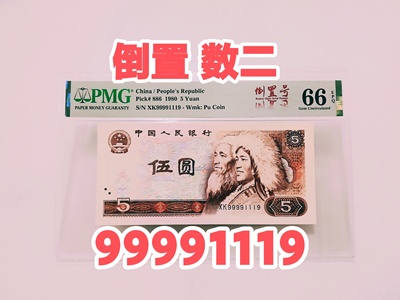 倒置 数二
PMG
PAPER MONEY GUARANTY
China / People's Republic
Pick# 886 1980 5 Yuan
S/N XK99991119 - Wmk: Pu Coin
倒置号
66 EPQ
Gem Uncirculated
中国人民银行
5
伍圆
XK99991119
5
5
99991119